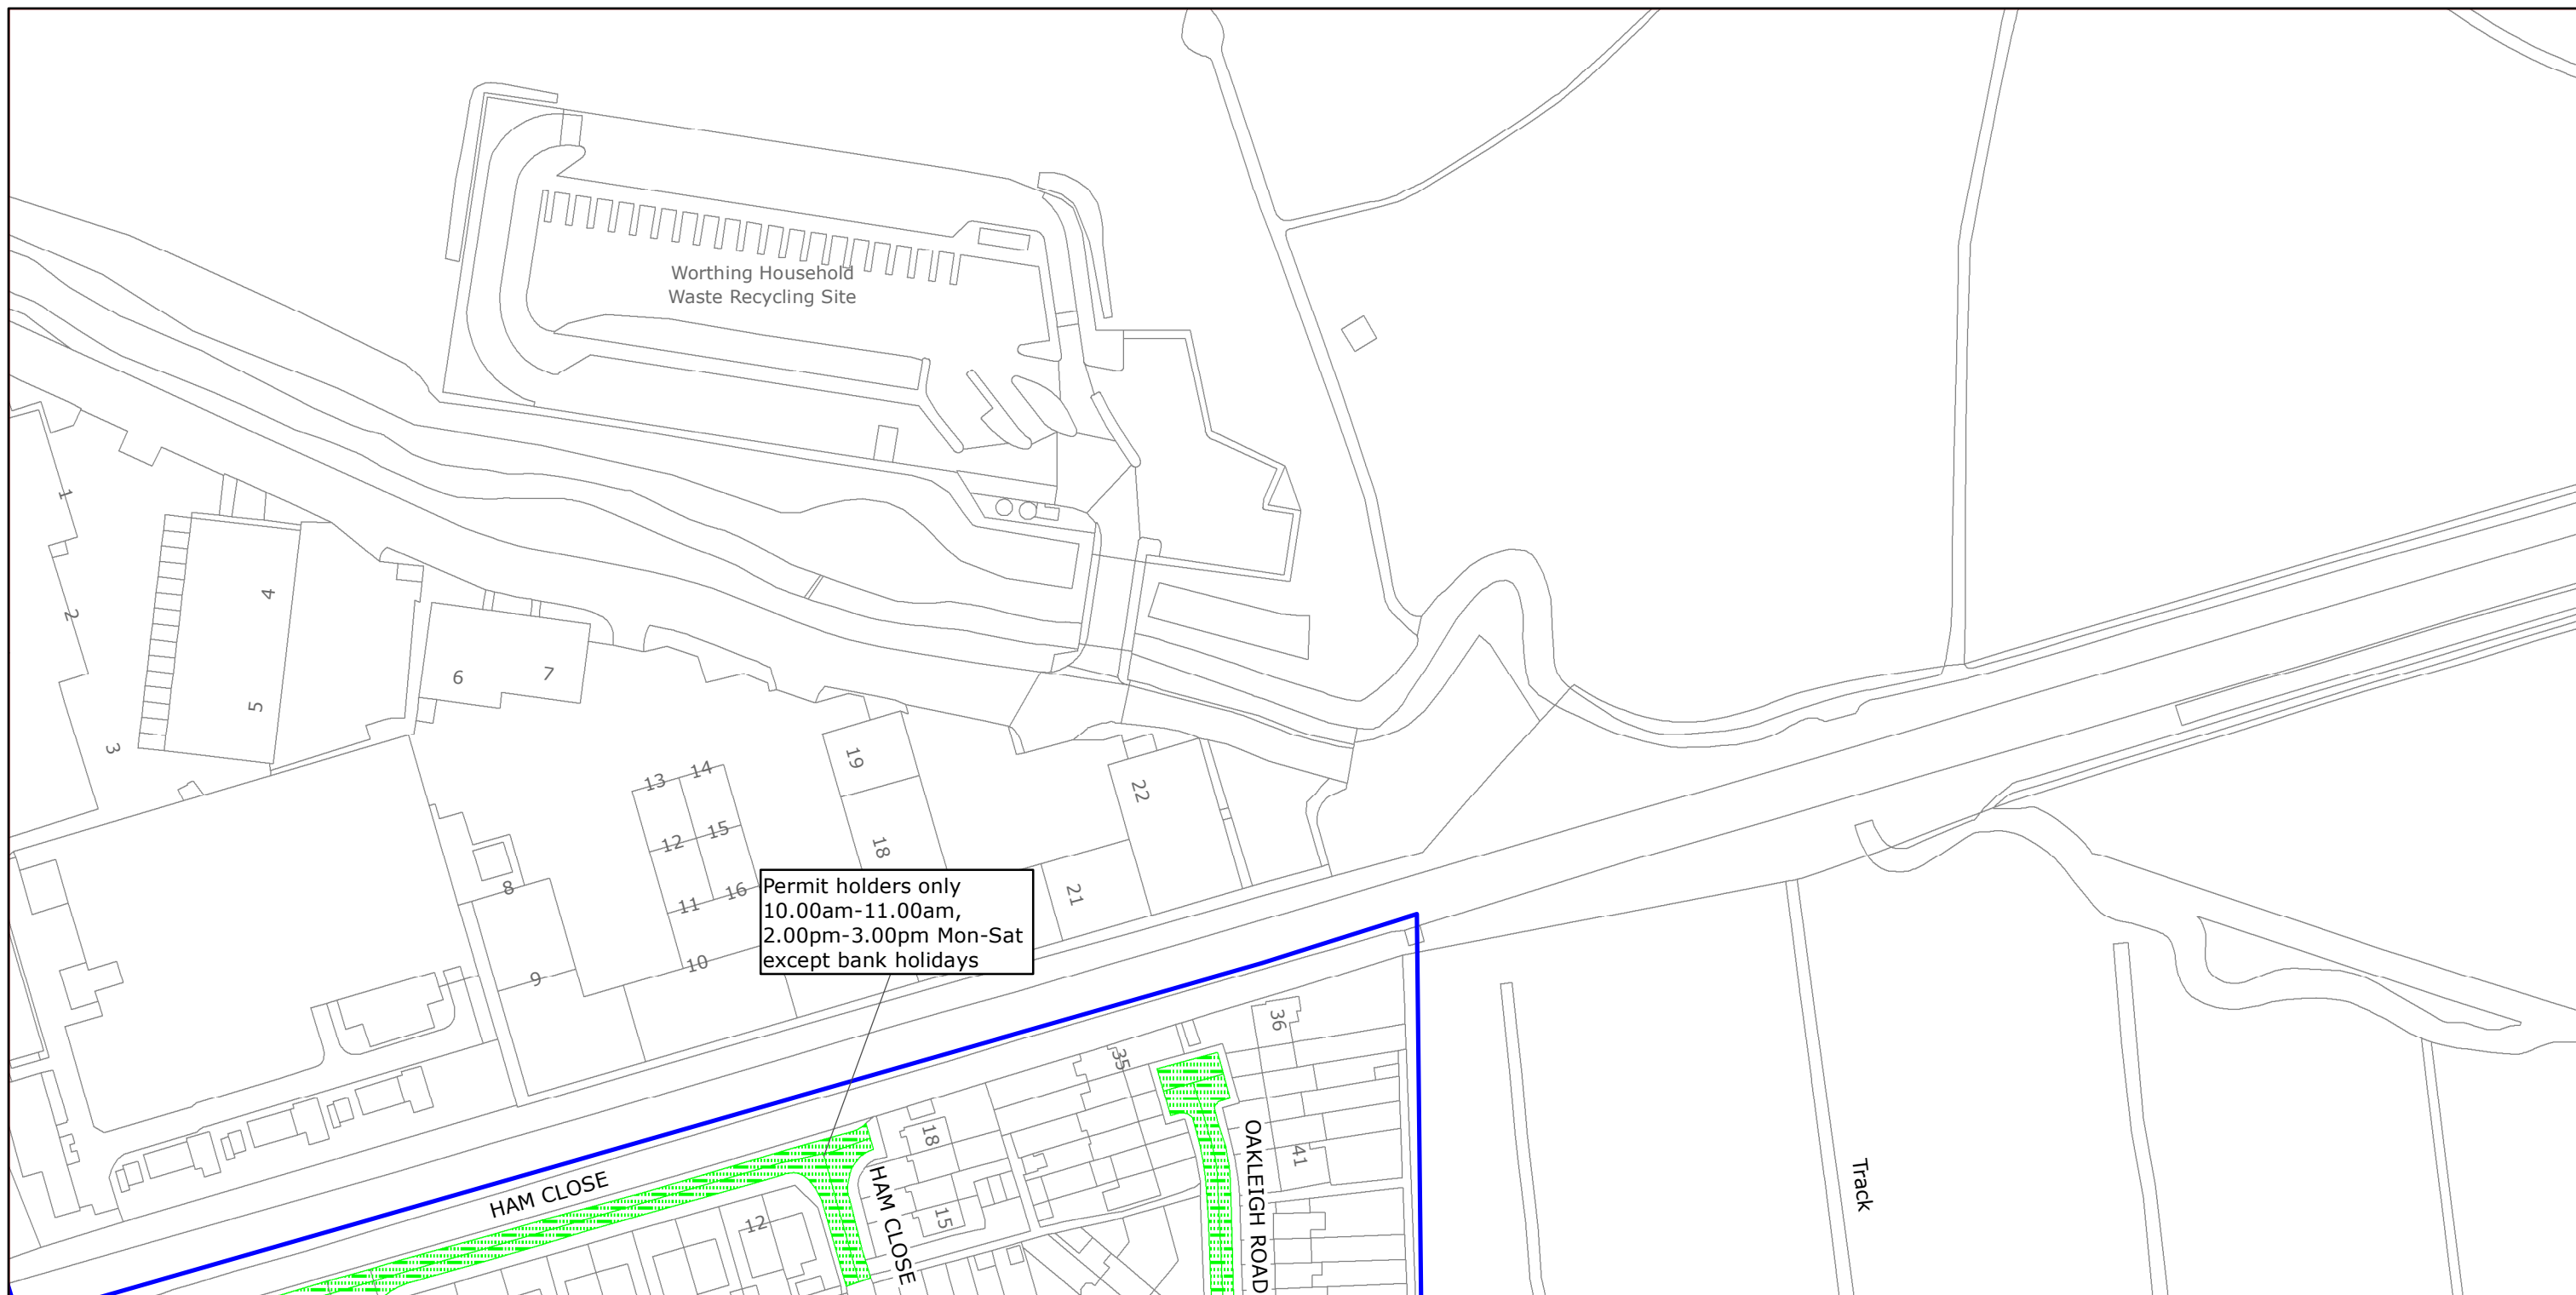 Worthing Household
Waste Recycling Site
1
2
3
4
5
6
7
8
9
10
11
12
13
14
15
16
19
18
22
21
Permit holders only
10.00am-11.00am,
2.00pm-3.00pm Mon-Sat
except bank holidays
36
35
41
18
15
12
HAM CLOSE
HAM CLOSE
OAKLEIGH ROAD
Track